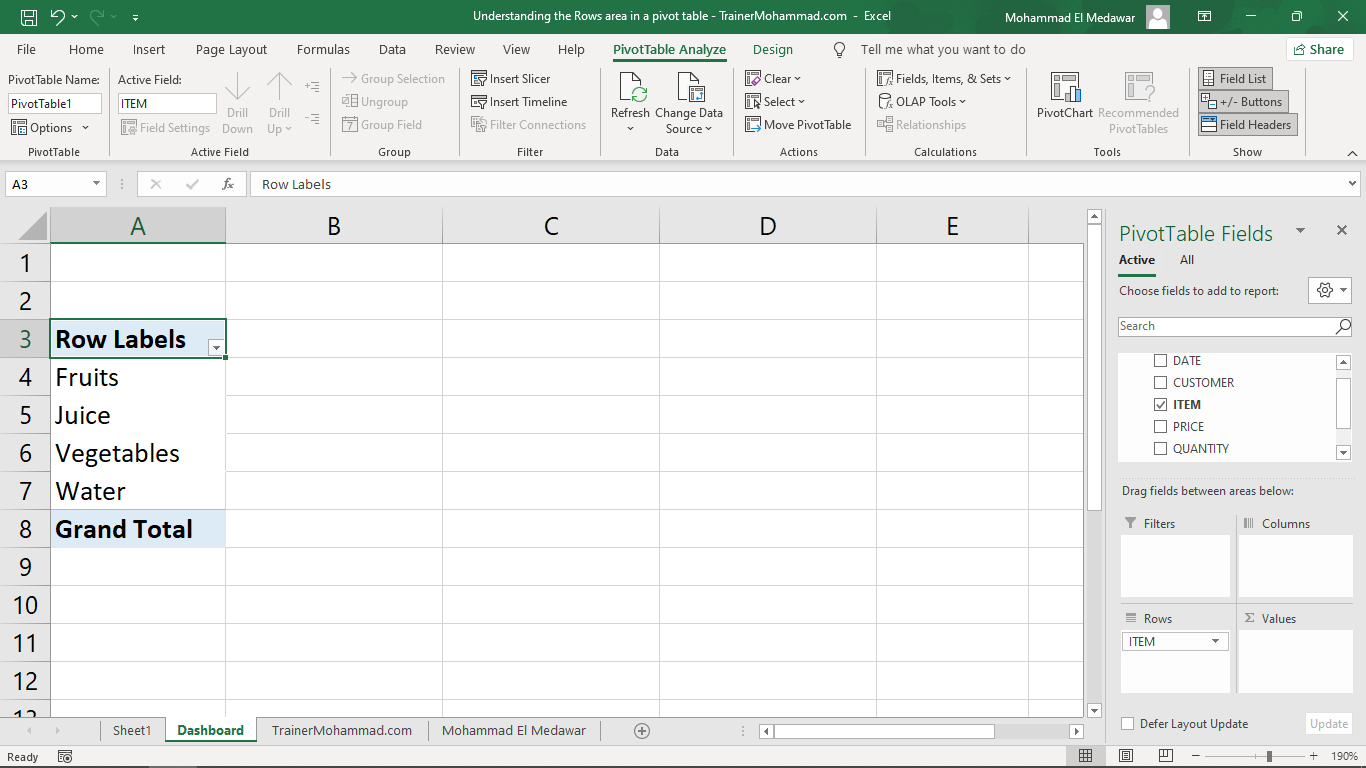 Understanding the Rows area in a pivot table - TrainerMohammad.com - Excel
Mohammad El Medawar
File Home Insert Page Layout Formulas Data Review View Help PivotTable Analyze Design Tell me what you want to do Share
PivotTable Name:
PivotTable1
Options
PivotTable
Active Field:
ITEM
Field Settings
Drill Down
Drill Up
Active Field
Group Selection
Ungroup
Group Field
Group
Insert Slicer
Insert Timeline
Filter Connections
Filter
Refresh
Change Data Source
Data
Clear
Select
Move PivotTable
Actions
Fields, Items, & Sets
OLAP Tools
Relationships
Calculations
PivotChart
Recommended PivotTables
Tools
Field List
+/- Buttons
Field Headers
Show
A3
fx
Row Labels
A B C D E
1
2
3 Row Labels
4 Fruits
5 Juice
6 Vegetables
7 Water
8 Grand Total
9
10
11
12
13
PivotTable Fields
Active All
Choose fields to add to report:
Search
DATE
CUSTOMER
ITEM
PRICE
QUANTITY
Drag fields between areas below:
Filters
Columns
Rows
Σ Values
ITEM
Defer Layout Update
Update
Sheet1 Dashboard TrainerMohammad.com Mohammad El Medawar
Ready
190%